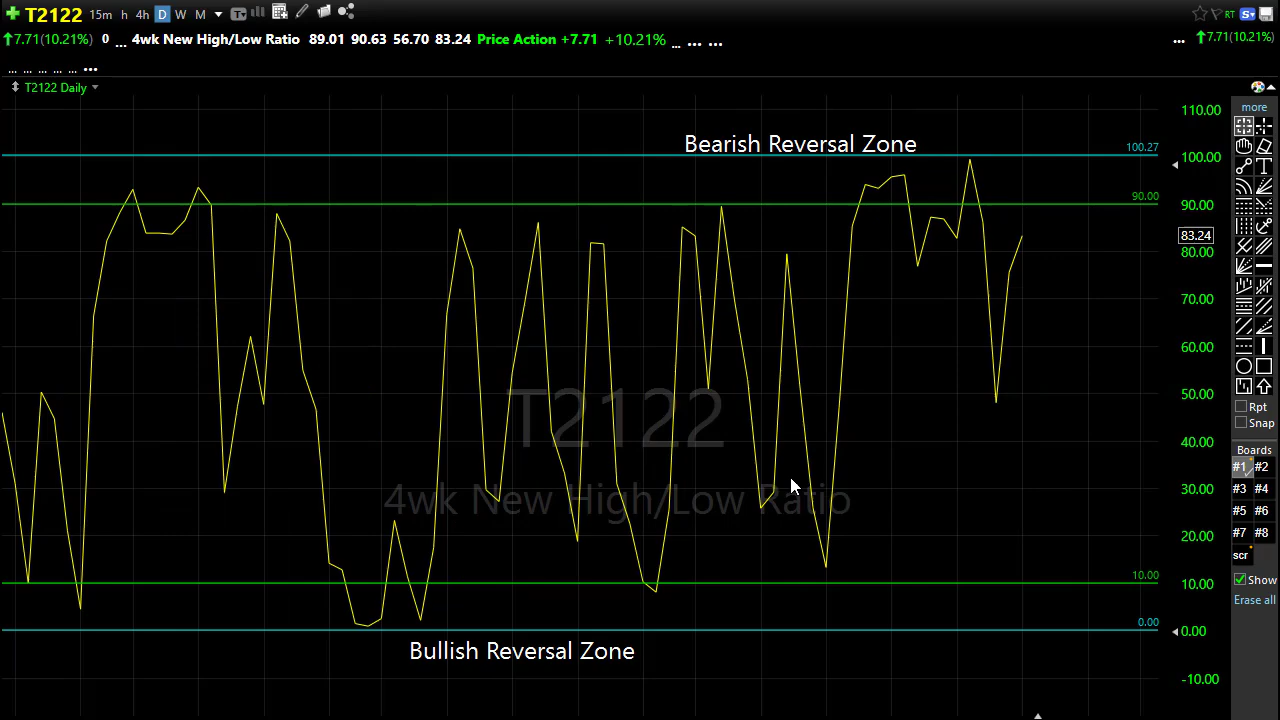 T2122 15m h 4h D W M T
RT S
↑7.71(10.21%) 0 ... 4wk New High/Low Ratio 89.01 90.63 56.70 83.24 Price Action +7.71 +10.21% ... ... ...
... ↑7.71(10.21%)
... ... ... ... ... ...
T2122 Daily
more
110.00
Bearish Reversal Zone
100.27
100.00
90.00
90.00
83.24
80.00
70.00
60.00
50.00
T2122
40.00
4wk New High/Low Ratio
30.00
20.00
10.00
10.00
0.00
0.00
Bullish Reversal Zone
-10.00
T
Rpt
Snap
Boards
#1 #2
#3 #4
#5 #6
#7 #8
scr
Show
Erase all